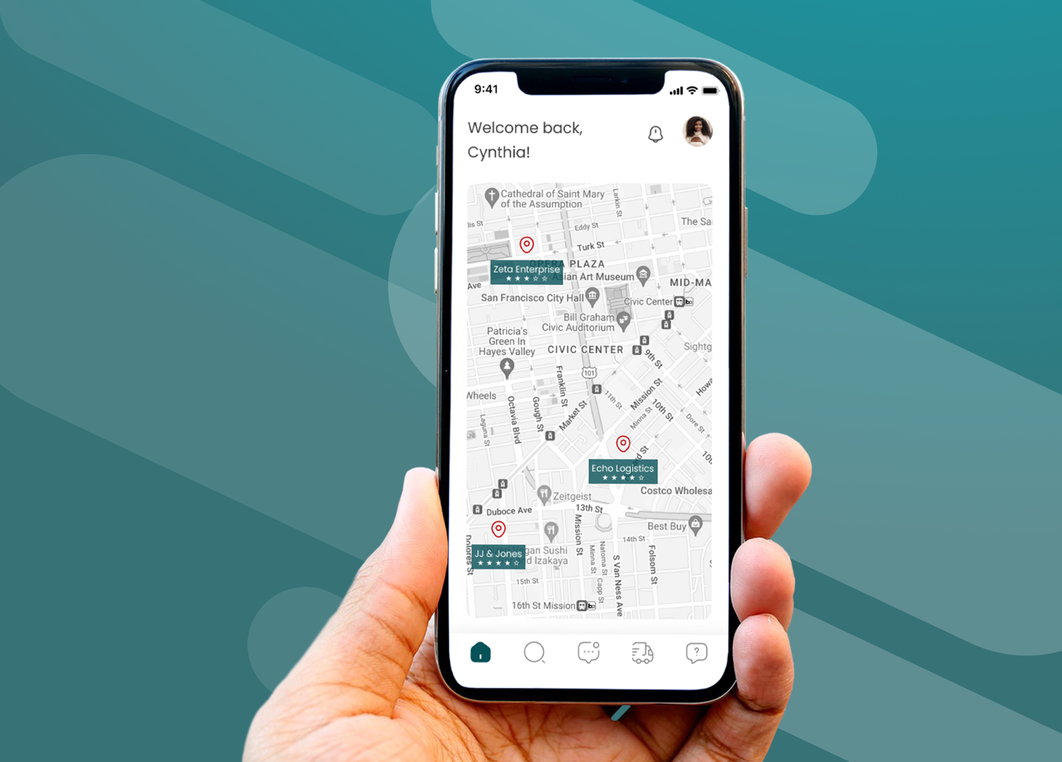 9:41
Welcome back,
Cynthia!
Cathedral of Saint Mary
of the Assumption
Larkin St
Eddy St
Turk St
The Sa
OPERA PLAZA
Zeta Enterprise
★ ★ ★ ☆ ☆
Asian Art Museum
Ave
MID-MA
San Francisco City Hall
Civic Center
Bill Graham
Civic Auditorium
Patricia's
Green In
Hayes Valley
CIVIC CENTER
Sightg
9th St
101
Franklin St
Wheels
Octavia Blvd
Gough St
Market St
11th St
Mission St
10th St
Minna St
Howa
Dore St
Laguna St
10t
rd St
Echo Logistics
★ ★ ★ ★ ☆
Costco Wholesa
Zeitgeist
Duboce Ave
13th St
Best Buy
14th St
Dolores St
JJ & Jones
★ ★ ★ ★ ☆
gan Sushi
d Izakaya
Mission St
Minna St
Natoma St
Capp St
S Van Ness Ave
Folsom St
15th St
16th St Mission
?